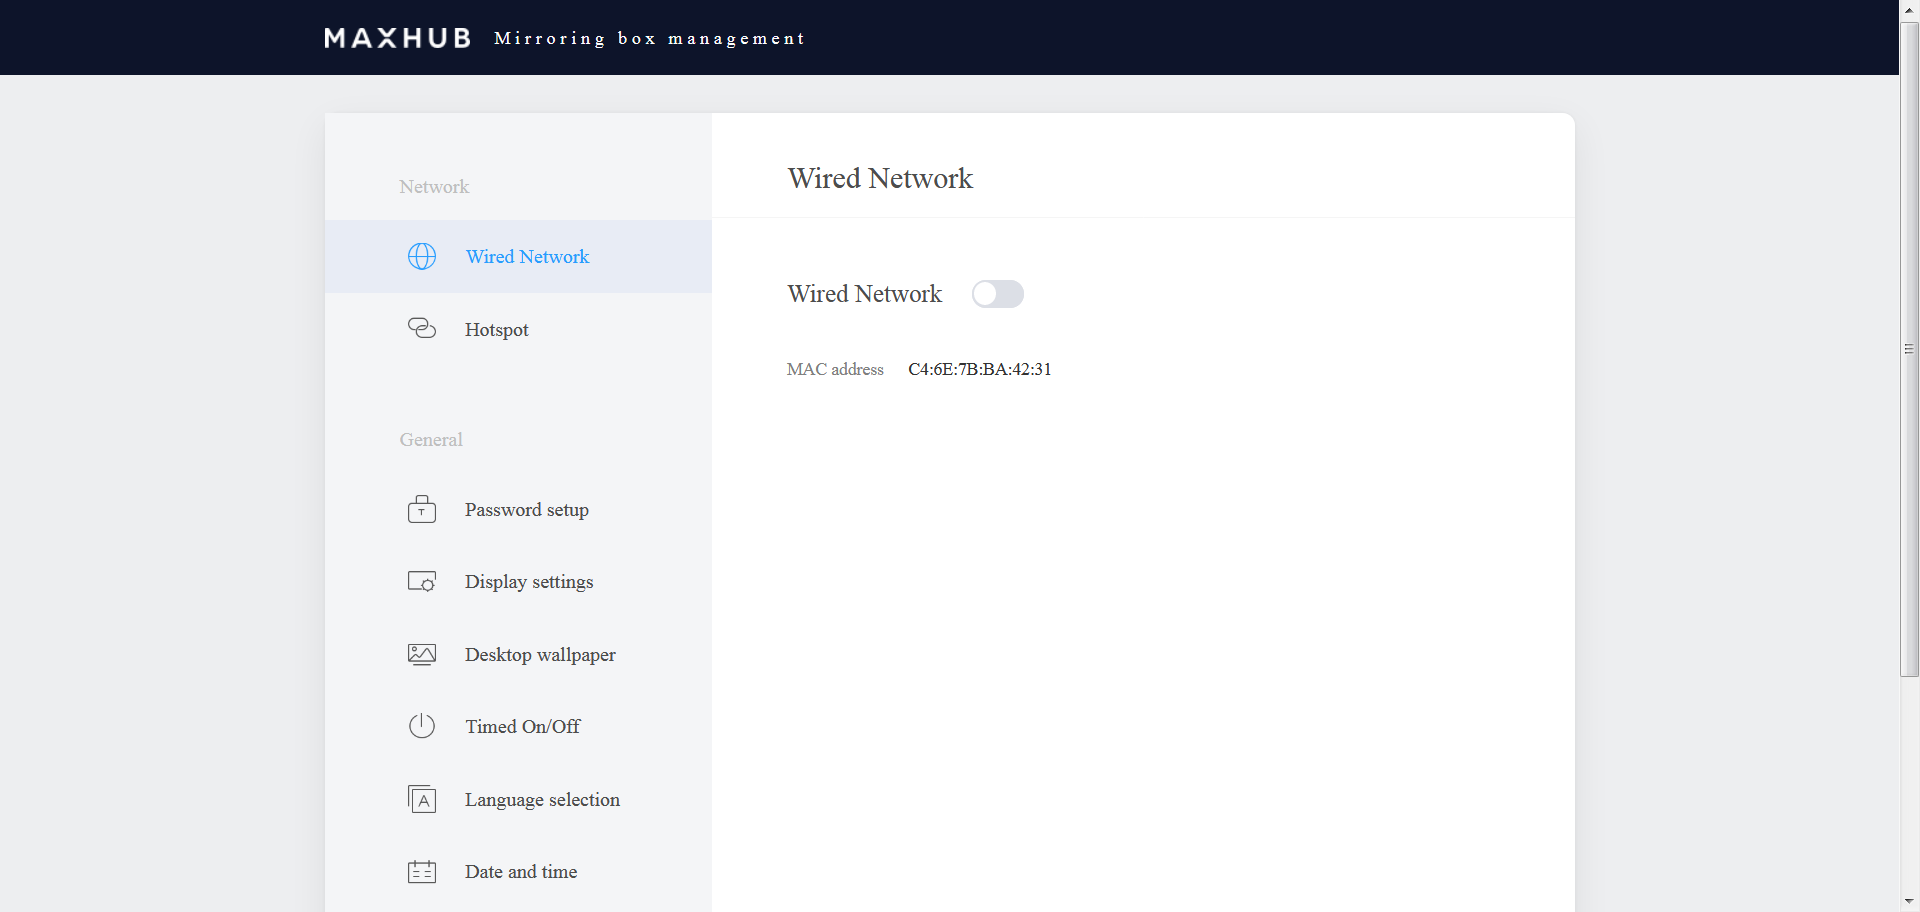 MAXHUB Mirroring box management
Network
Wired Network
Hotspot
General
Password setup
Display settings
Desktop wallpaper
Timed On/Off
Language selection
Date and time
Wired Network
Wired Network
MAC address C4:6E:7B:BA:42:31